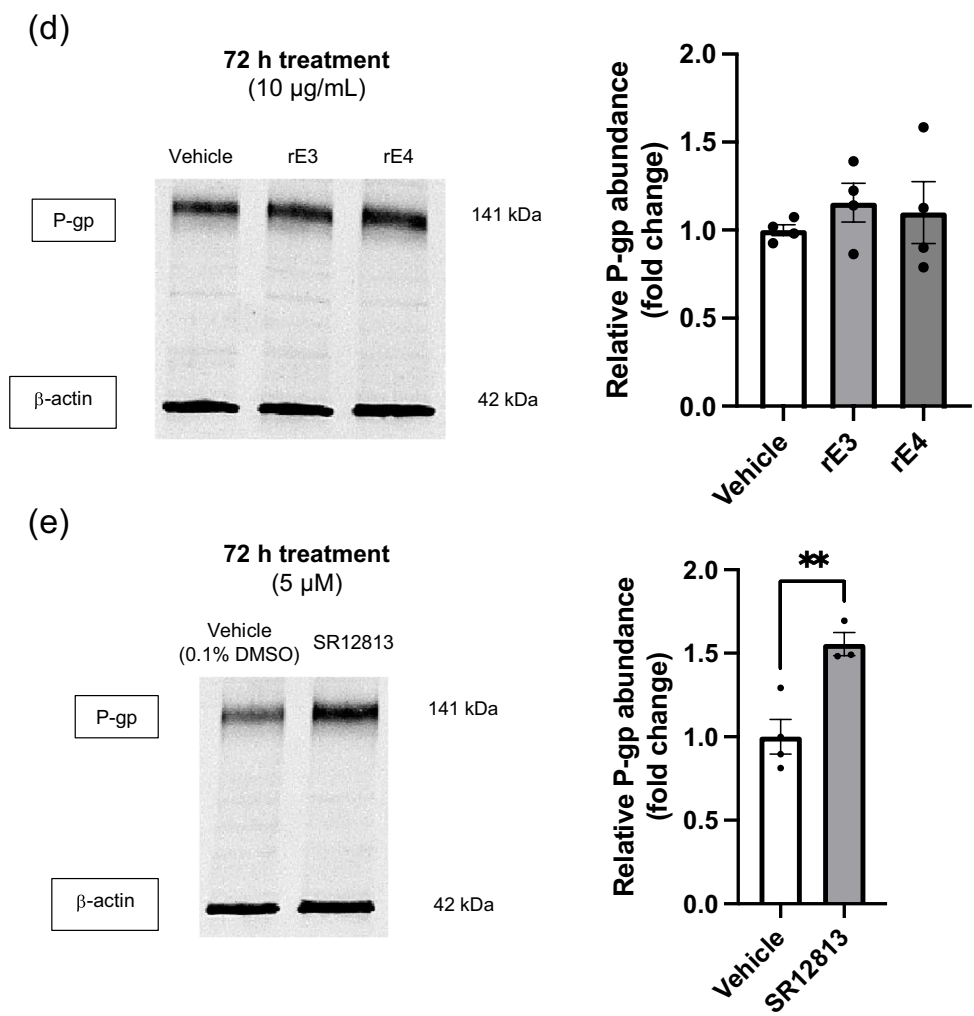 (d)
72 h treatment
(10 µg/mL)
Vehicle rE3 rE4
P-gp
141 kDa
β-actin
42 kDa
Relative P-gp abundance
(fold change)
2.0
1.5
1.0
0.5
0.0
Vehicle
rE3
rE4
(e)
72 h treatment
(5 µM)
Vehicle
(0.1% DMSO)
SR12813
P-gp
141 kDa
β-actin
42 kDa
Relative P-gp abundance
(fold change)
**
2.0
1.5
1.0
0.5
0.0
Vehicle
SR12813